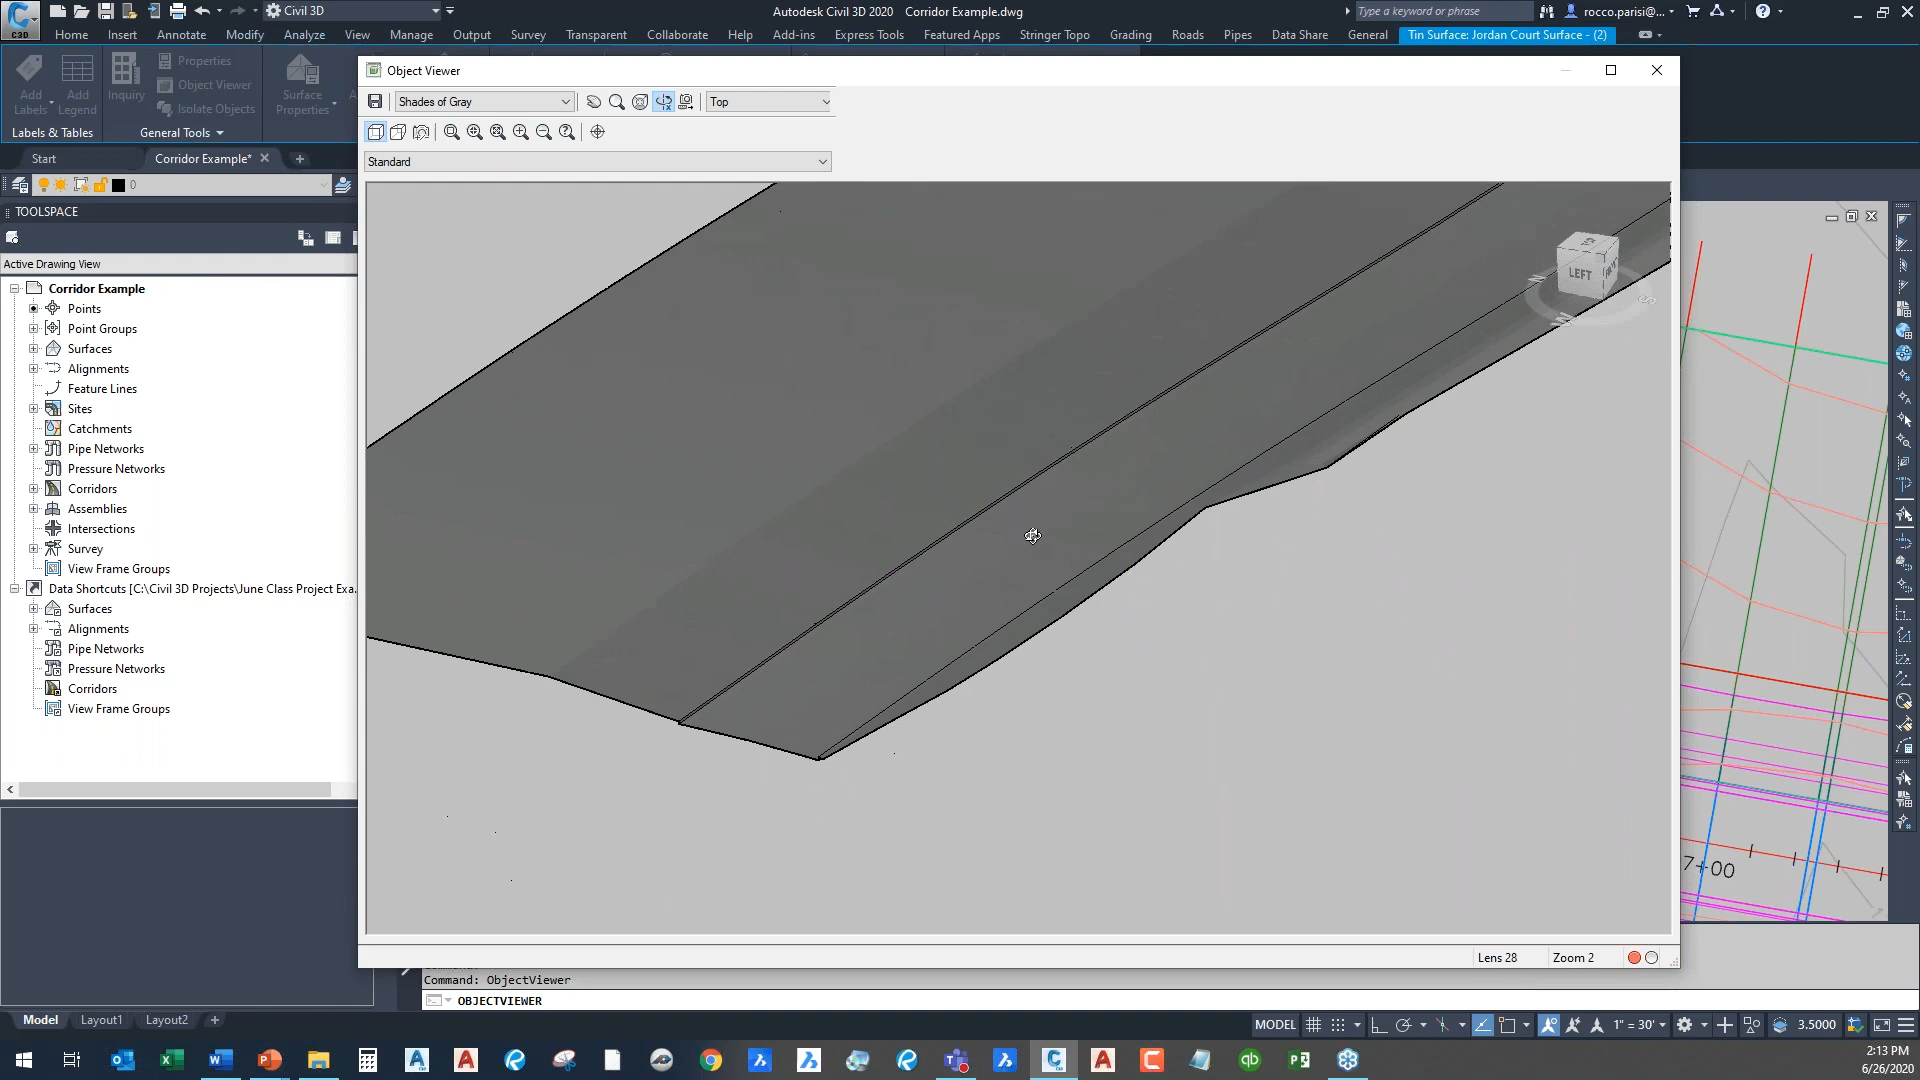 Civil 3D
Autodesk Civil 3D 2020
Corridor Example.dwg
Type a keyword or phrase
rocco.parisi@...
C3D
Home
Insert
Annotate
Modify
Analyze
View
Manage
Output
Survey
Transparent
Collaborate
Help
Add-ins
Express Tools
Featured Apps
Stringer Topo
Grading
Roads
Pipes
Data Share
General
Tin Surface: Jordan Court Surface - (2)
Add Labels
Add Legend
Inquiry
Properties
Object Viewer
Isolate Objects
Surface Properties
Labels & Tables
General Tools
Start
Corridor Example*
0
TOOLSPACE
Active Drawing View
Corridor Example
Points
Point Groups
Surfaces
Alignments
Feature Lines
Sites
Catchments
Pipe Networks
Pressure Networks
Corridors
Assemblies
Intersections
Survey
View Frame Groups
Data Shortcuts [C:\Civil 3D Projects\June Class Project Exa...
Surfaces
Alignments
Pipe Networks
Pressure Networks
Corridors
View Frame Groups
Object Viewer
Shades of Gray
Top
Standard
LEFT
S
Lens 28
Zoom 2
7+00
Command: ObjectViewer
OBJECTVIEWER
Model
Layout1
Layout2
MODEL
1" = 30'
3.5000
2:13 PM
6/26/2020